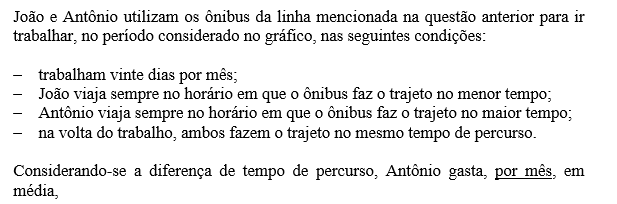 João e Antônio utilizam os ônibus da linha mencionada na questão anterior para ir
trabalhar, no período considerado no gráfico, nas seguintes condições:
– trabalham vinte dias por mês;
– João viaja sempre no horário em que o ônibus faz o trajeto no menor tempo;
– Antônio viaja sempre no horário em que o ônibus faz o trajeto no maior tempo;
– na volta do trabalho, ambos fazem o trajeto no mesmo tempo de percurso.
Considerando-se a diferença de tempo de percurso, Antônio gasta, por mês, em
média,